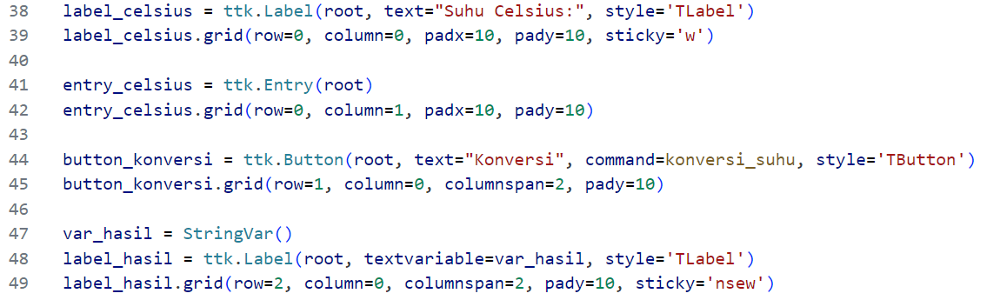 38 label_celsius = ttk.Label(root, text="Suhu Celsius:", style='TLabel')
39 label_celsius.grid(row=0, column=0, padx=10, pady=10, sticky='w')
40
41 entry_celsius = ttk.Entry(root)
42 entry_celsius.grid(row=0, column=1, padx=10, pady=10)
43
44 button_konversi = ttk.Button(root, text="Konversi", command=konversi_suhu, style='TButton')
45 button_konversi.grid(row=1, column=0, columnspan=2, pady=10)
46
47 var_hasil = StringVar()
48 label_hasil = ttk.Label(root, textvariable=var_hasil, style='TLabel')
49 label_hasil.grid(row=2, column=0, columnspan=2, pady=10, sticky='nsew')